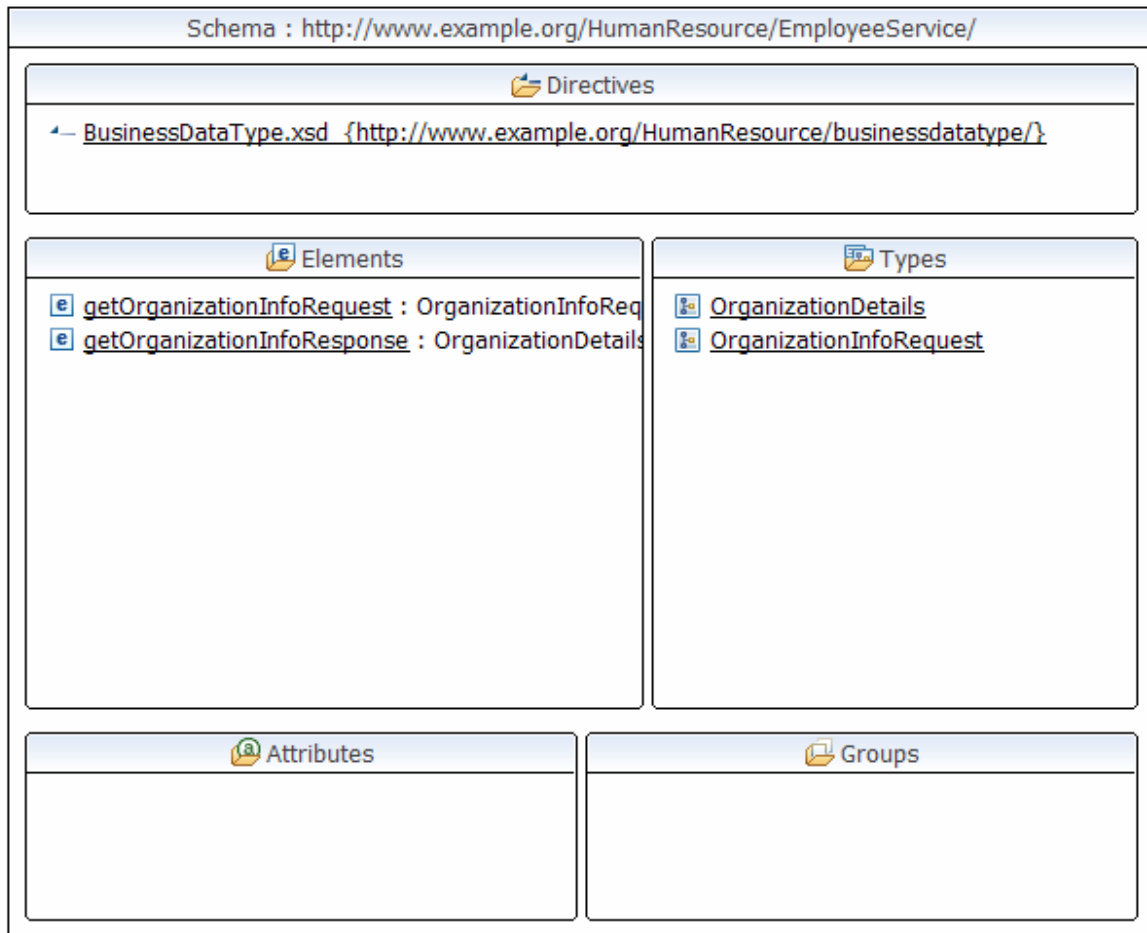 Schema : http://www.example.org/HumanResource/EmployeeService/
Directives
BusinessDataType.xsd {http://www.example.org/HumanResource/businessdatatype/}
Elements
getOrganizationInfoRequest : OrganizationInfoReq
getOrganizationInfoResponse : OrganizationDetails
Types
OrganizationDetails
OrganizationInfoRequest
Attributes
Groups